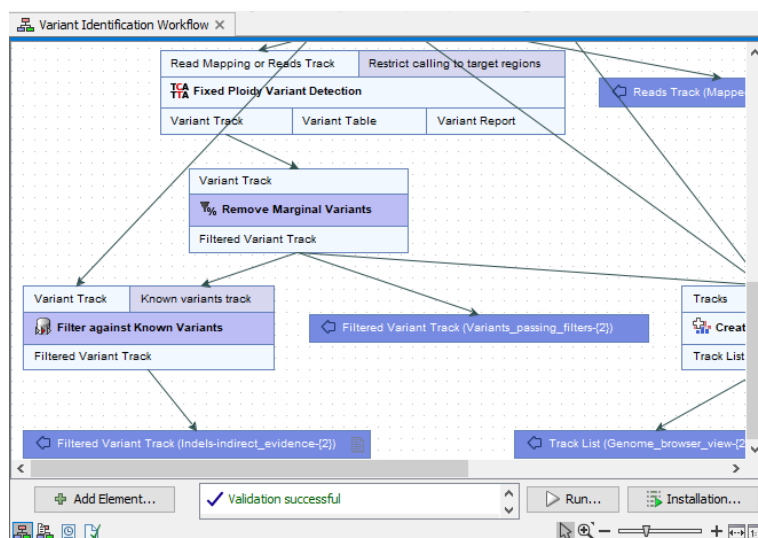 Variant Identification Workflow
Read Mapping or Reads Track Restrict calling to target regions
Fixed Ploidy Variant Detection
Variant Track Variant Table Variant Report
Reads Track (Mappe
Variant Track
Remove Marginal Variants
Filtered Variant Track
Variant Track Known variants track
Filter against Known Variants
Filtered Variant Track
Filtered Variant Track (Variants_passing_filters-{2})
Tracks
Creat
Track List
Filtered Variant Track (Indels-indirect_evidence-{2})
Track List (Genome_browser_view-{2
Add Element...
Validation successful
Run...
Installation...